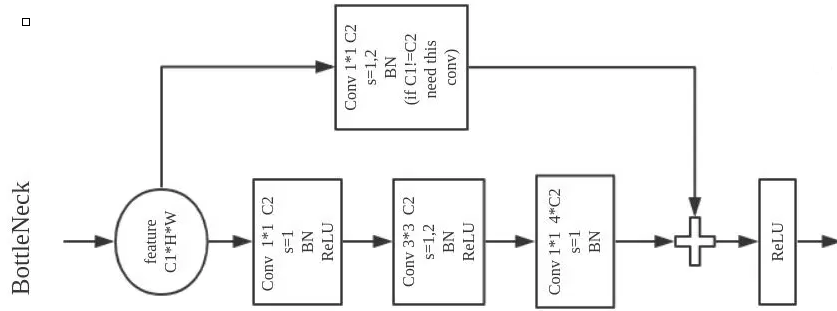 BottleNeck
feature
C1*H*W
Conv 1*1 C2
s=1,2
BN
(if C1!=C2
need this
conv)
Conv 1*1 C2
s=1
BN
ReLU
Conv 3*3 C2
s=1,2
BN
ReLU
Conv 1*1 4*C2
s=1
BN
ReLU